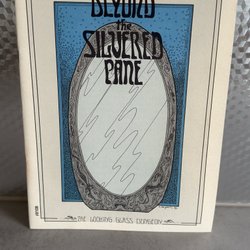 BEYOND
the
SILVERED
PANE
THE LOOKING GLASS DUNGEON